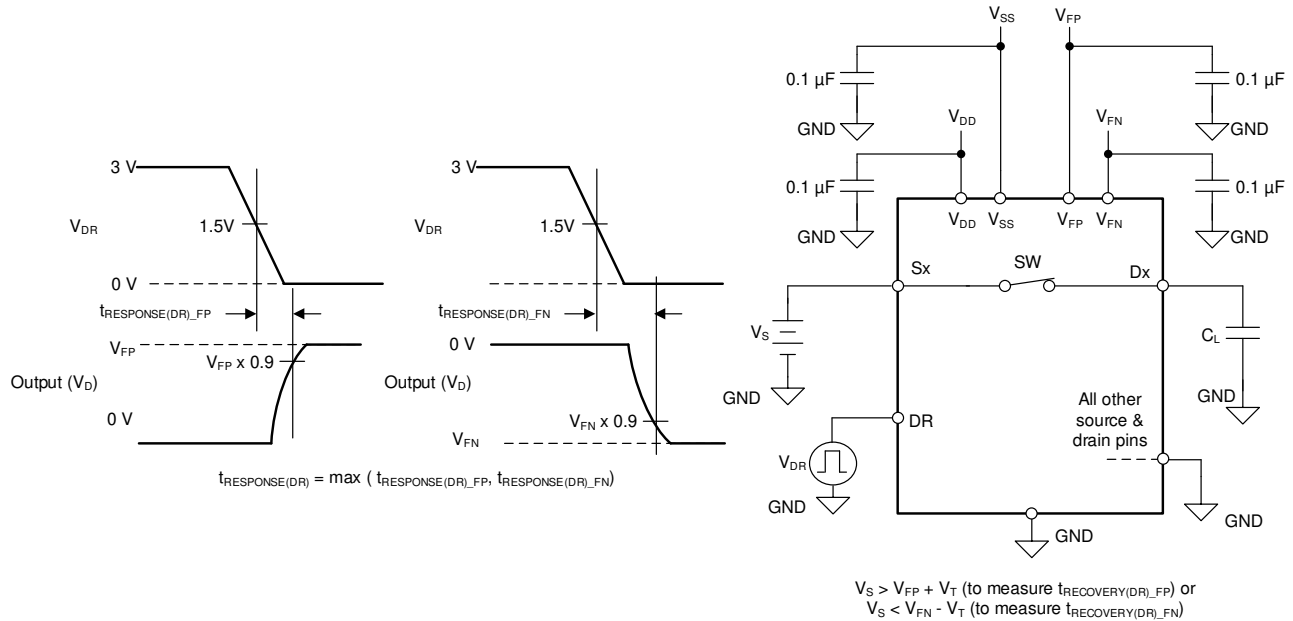 3 V
V_DR
1.5V
0 V
t_RESPONSE(DR)_FP
V_FP
V_FP x 0.9
Output (V_D)
0 V
3 V
V_DR
1.5V
0 V
t_RESPONSE(DR)_FN
0 V
Output (V_D)
V_FN x 0.9
V_FN
t_RESPONSE(DR) = max ( t_RESPONSE(DR)_FP, t_RESPONSE(DR)_FN)
V_SS
V_FP
0.1 µF
0.1 µF
GND
V_DD
V_FN
GND
0.1 µF
0.1 µF
V_DD
V_SS
V_FP
V_FN
GND
GND
Sx
SW
Dx
V_S
C_L
GND
GND
All other
source &
drain pins
DR
V_DR
GND
GND
GND
V_S > V_FP + V_T (to measure t_RECOVERY(DR)_FP) or
V_S < V_FN - V_T (to measure t_RECOVERY(DR)_FN)